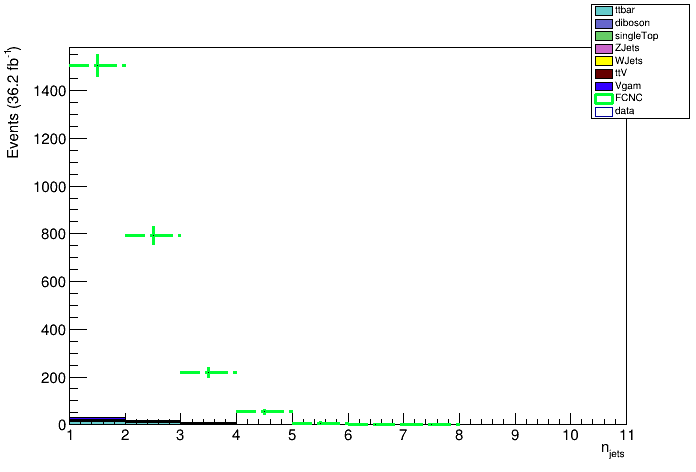 ttbar
diboson
singleTop
ZJets
WJets
ttV
Vgam
FCNC
data
Events (36.2 fb⁻¹)
1400
1200
1000
800
600
400
200
0
1 2 3 4 5 6 7 8 9 10 11
n_jets